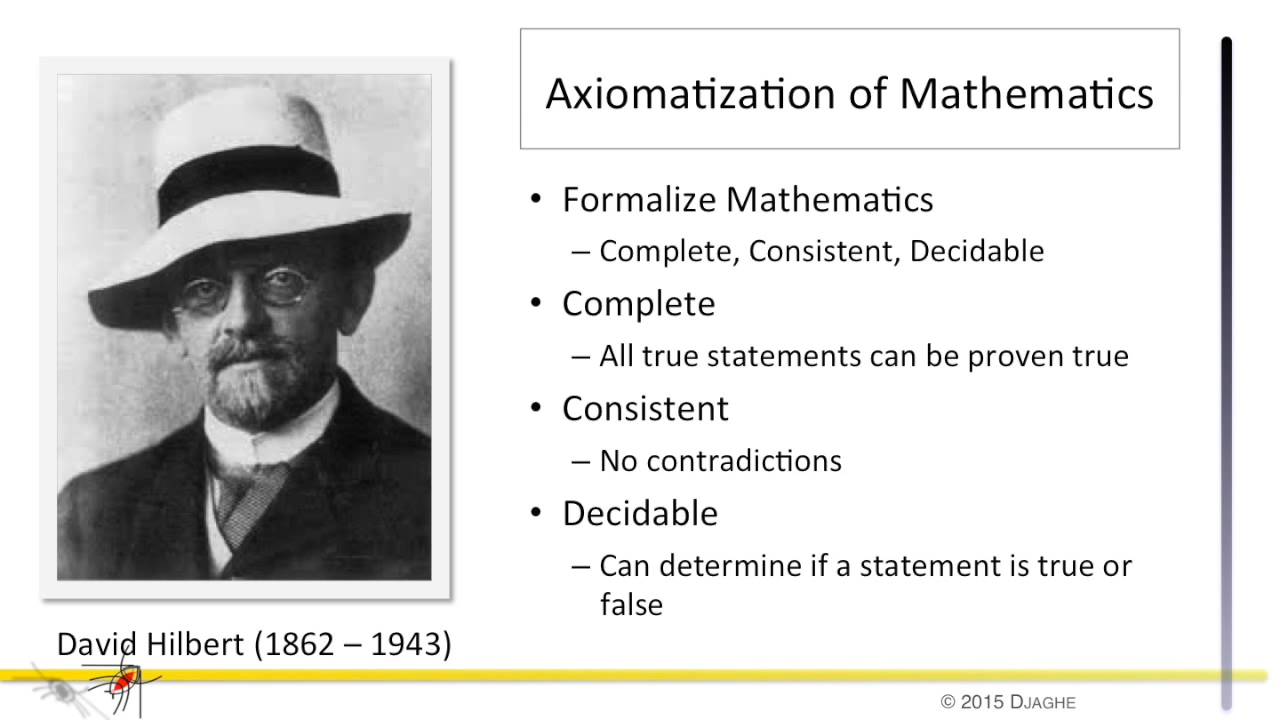 Axiomatization of Mathematics
• Formalize Mathematics
– Complete, Consistent, Decidable
• Complete
– All true statements can be proven true
• Consistent
– No contradictions
• Decidable
– Can determine if a statement is true or
false
David Hilbert (1862 – 1943)
© 2015 DJAGHE